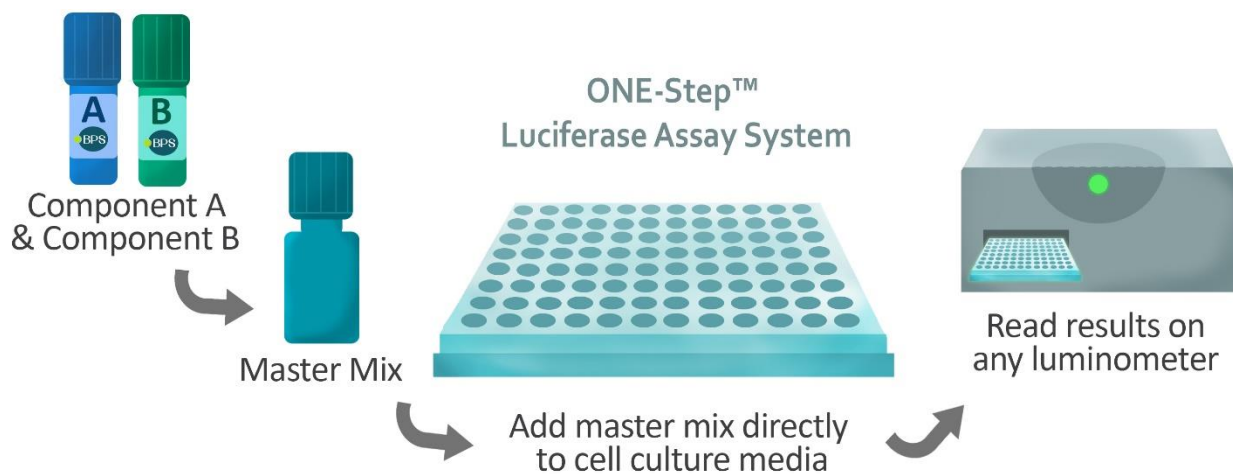 A
BPS
B
BPS
Component A
& Component B
Master Mix
ONE-Step™
Luciferase Assay System
Add master mix directly
to cell culture media
Read results on
any luminometer